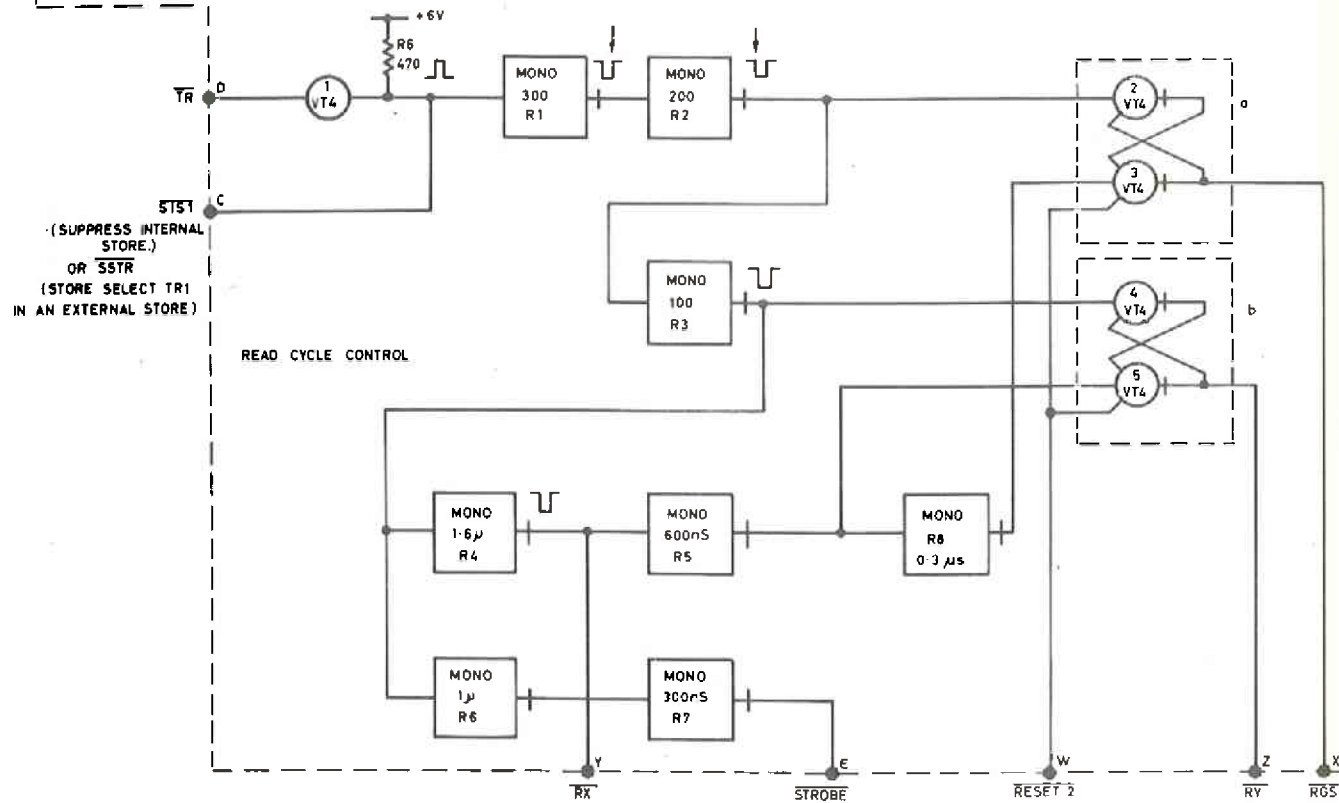 +6V
R6
470
TR
D
1
VT4
MONO
300
R1
MONO
200
R2
2
VT4
a
3
VT4
STS1
C
(SUPPRESS INTERNAL
STORE.)
OR SSTR
(STORE SELECT TR1
IN AN EXTERNAL STORE)
MONO
100
R3
4
VT4
b
5
VT4
READ CYCLE CONTROL
MONO
1·6µ
R4
MONO
600nS
R5
MONO
R8
0·3 µs
MONO
1µ
R6
MONO
300nS
R7
Y
E
W
Z
X
RX
STROBE
RESET 2
RY
RGS